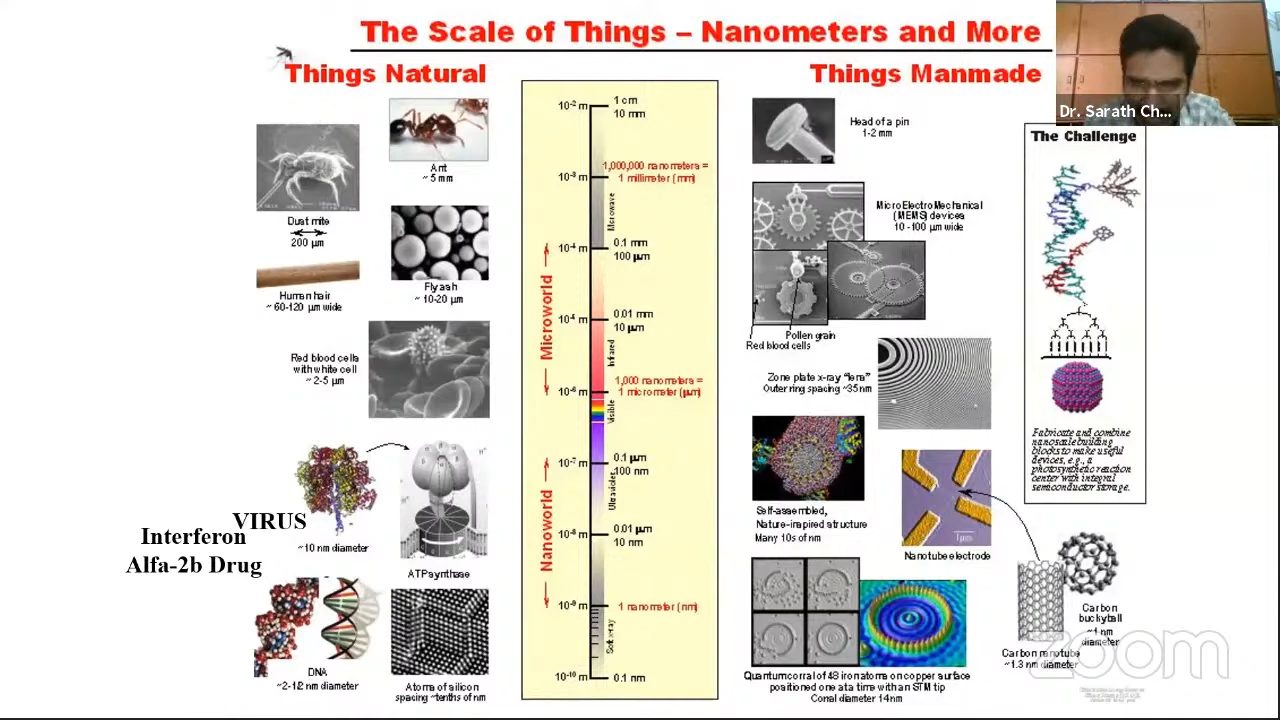 The Scale of Things – Nanometers and More
Things Natural
Things Manmade
Dr. Sarath Ch...
Ant
~ 5 mm
Dust mite
200 µm
Human hair
~ 60-120 µm wide
Fly ash
~ 10-20 µm
Red blood cells
with white cell
~ 2-5 µm
VIRUS
Interferon
Alfa-2b Drug
~10 nm diameter
ATP synthase
DNA
~2-1/2 nm diameter
Atoms of silicon
spacing ~tenths of nm
10-2 m
1 cm
10 mm
1,000,000 nanometers =
10-3 m
1 millimeter (mm)
Microwave
10-4 m
0.1 mm
100 µm
Microworld
10-4 m
0.01 mm
10 µm
Infrared
1,000 nanometers =
10-6 m
1 micrometer (µm)
Visible
10-7 m
0.1 µm
100 nm
Ultraviolet
Nanoworld
10-8 m
0.01 µm
10 nm
10-9 m
1 nanometer (nm)
Soft x-ray
10-10 m
0.1 nm
Head of a pin
1-2 mm
MicroElectroMechanical
(MEMS) devices
10 -100 µm wide
Pollen grain
Red blood cells
Zone plate x-ray “lens”
Outer ring spacing ~35 nm
Self-assembled,
Nature-inspired structure
Many 10s of nm
1µm
Nanotube electrode
Carbon
buckyball
~1 nm
diameter
Carbon nanotube
~1.3 nm diameter
Quantum corral of 48 iron atoms on copper surface
positioned one at a time with an STM tip
Corral diameter 14 nm
The Challenge
Fabricate and combine
nanoscale building
blocks to make useful
devices, e.g., a
photosynthetic reaction
center with integral
semiconductor storage.
zoom